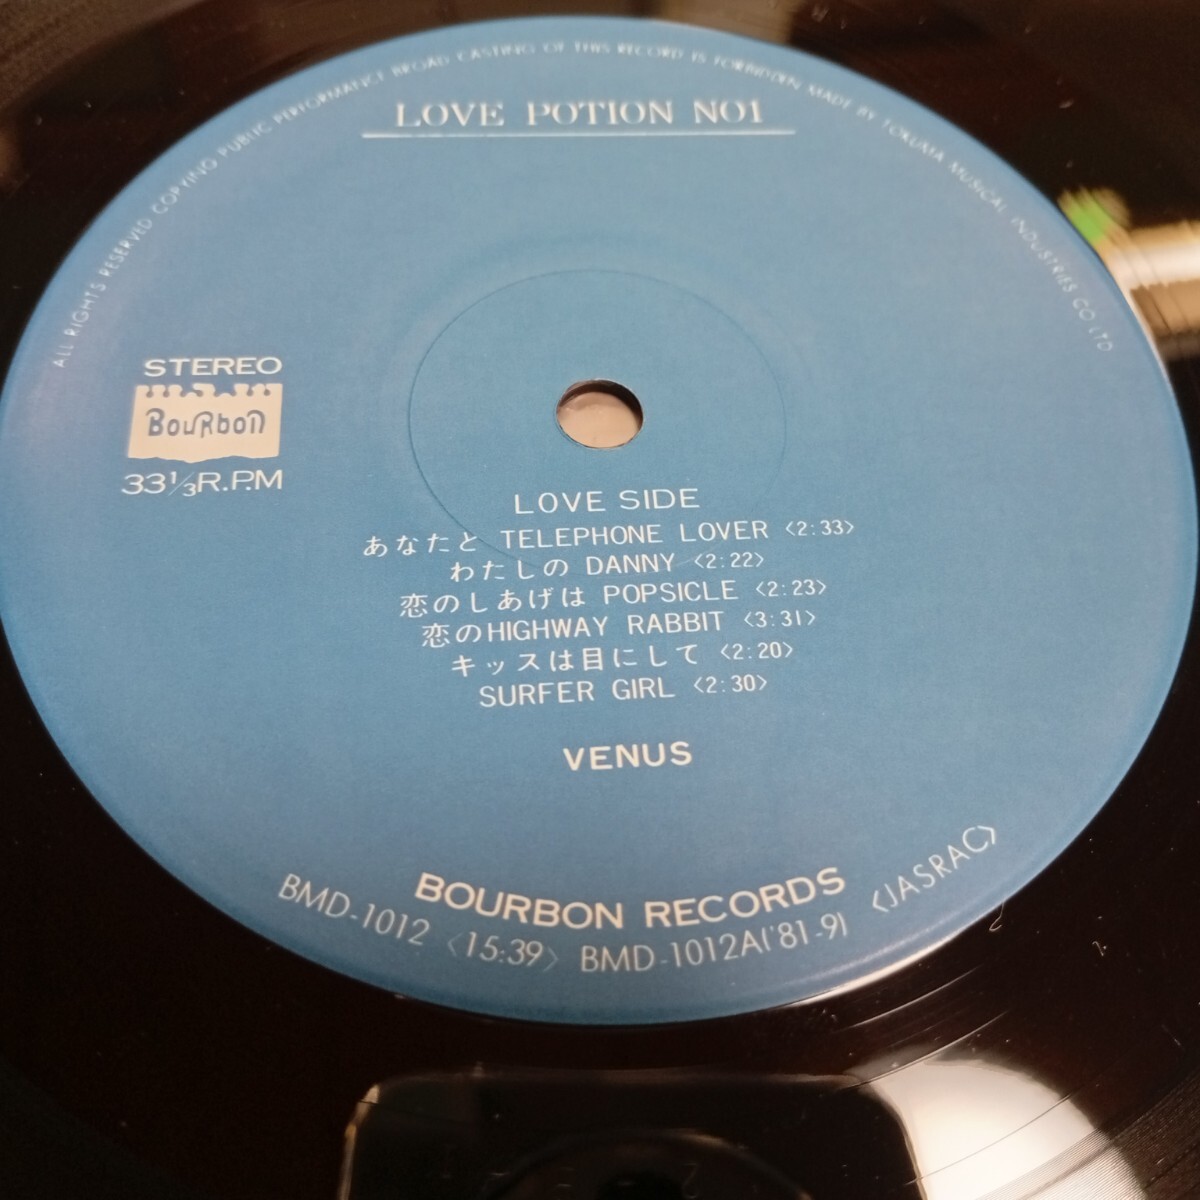 ALL RIGHTS RESERVED COPYING PUBLIC PERFORMANCE BROAD CASTING OF THIS RECORD IS FORBIDDEN MADE BY TOKUMA MUSICAL INDUSTRIES CO LTD
LOVE POTION NO1
STEREO
BouRbon
33⅓R.P.M
LOVE SIDE
あなたと TELEPHONE LOVER <2:33>
わたしの DANNY <2:22>
恋のしあげは POPSICLE <2:23>
恋のHIGHWAY RABBIT <3:31>
キッスは目にして <2:20>
SURFER GIRL <2:30>
VENUS
BOURBON RECORDS
BMD-1012 <15:39> BMD-1012A('81-9) <JASRAC>